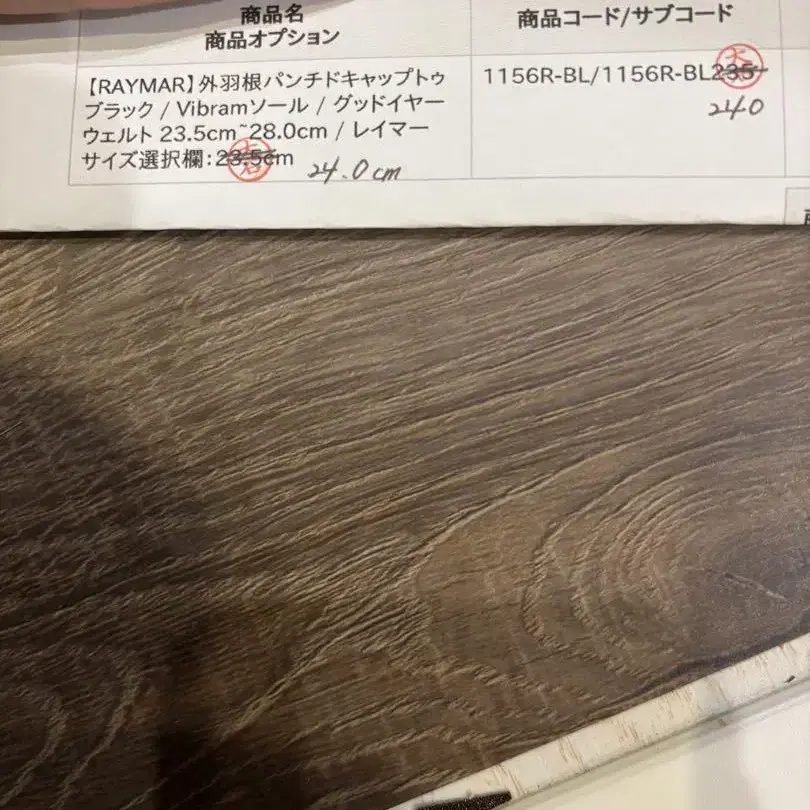 商品名
商品オプション
商品コード/サブコード
【RAYMAR】外羽根パンチドキャップトゥ
ブラック / Vibramソール / グッドイヤー
ウェルト 23.5cm~28.0cm / レイマー
サイズ選択欄:23.5cm
24.0cm
1156R-BL/1156R-BL235
240